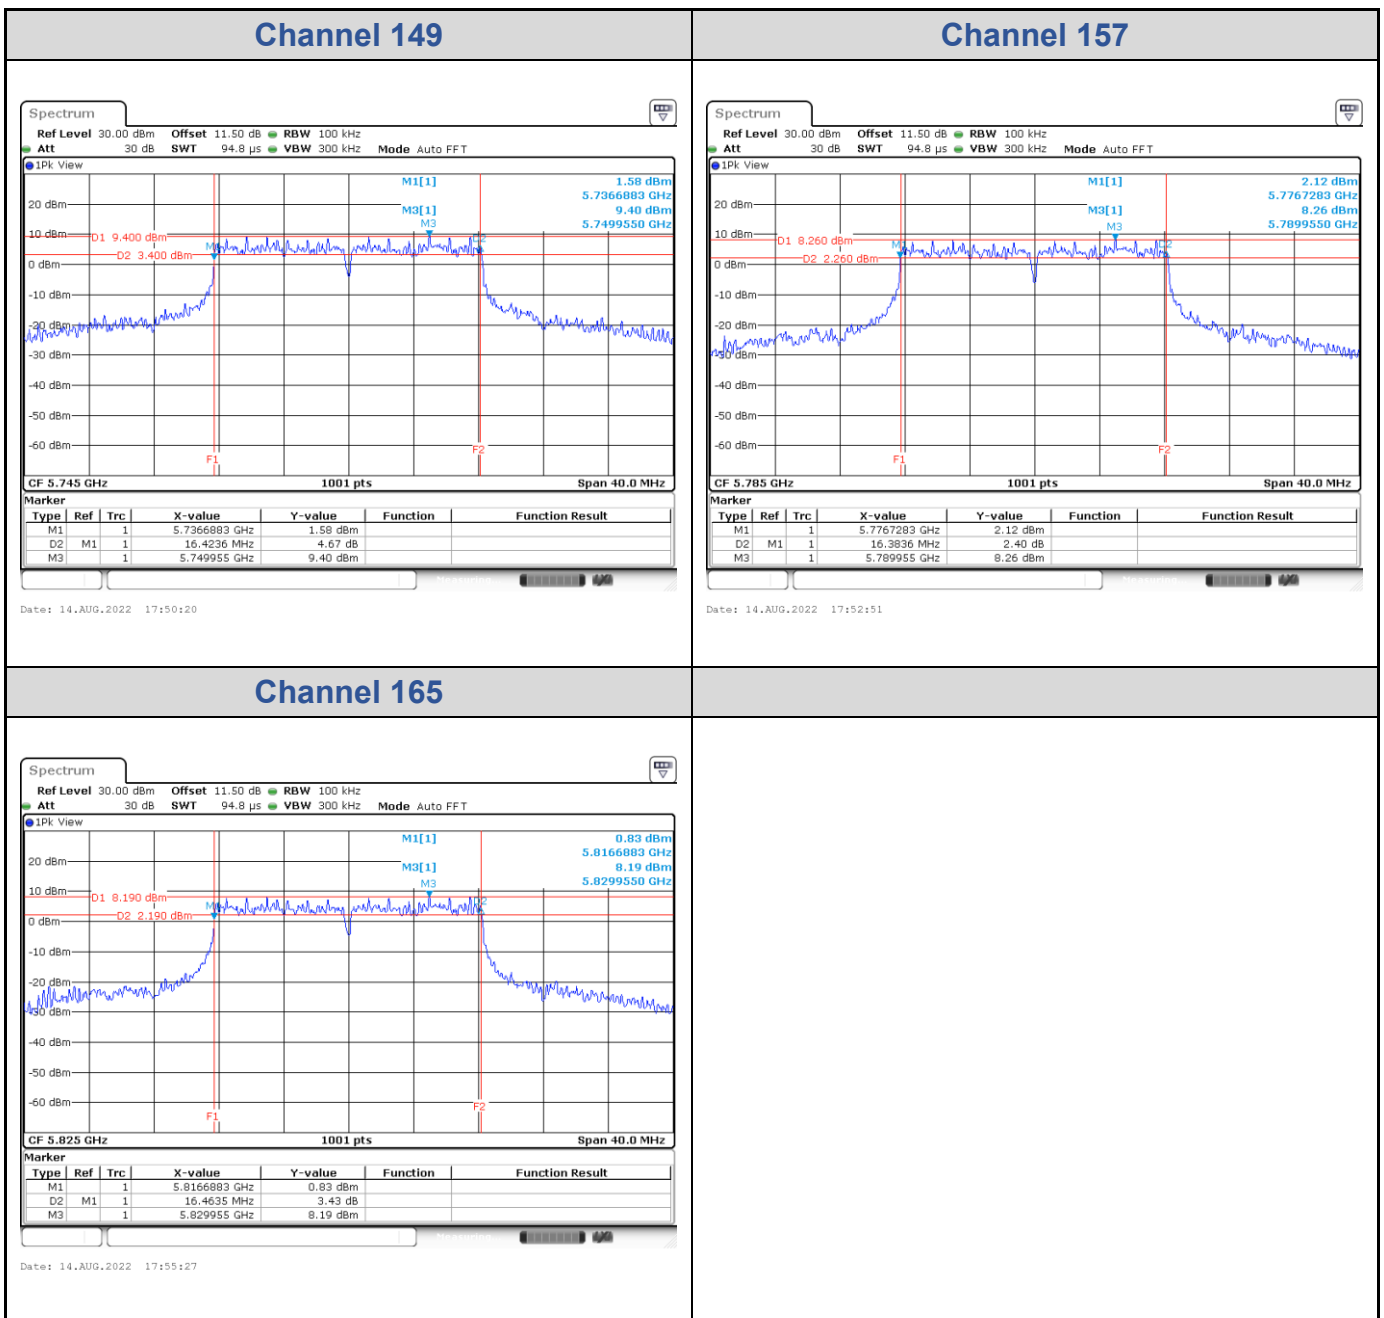 Channel 149
Channel 157
Spectrum
Ref Level 30.00 dBm Offset 11.50 dB RBW 100 kHz
Att 30 dB SWT 94.8 µs VBW 300 kHz Mode Auto FFT
1Pk View
M1[1] 1.58 dBm
5.7366883 GHz
M3[1] 9.40 dBm
5.7499550 GHz
M3
20 dBm
10 dBm
D1 9.400 dBm
D2 3.400 dBm
M1
D2
0 dBm
-10 dBm
-20 dBm
-30 dBm
-40 dBm
-50 dBm
-60 dBm
F1
F2
CF 5.745 GHz 1001 pts Span 40.0 MHz
Marker
Type Ref Trc X-value Y-value Function Function Result
M1 1 5.7366883 GHz 1.58 dBm
D2 M1 1 16.4236 MHz 4.67 dB
M3 1 5.749955 GHz 9.40 dBm
Measuring...
Date: 14.AUG.2022 17:50:20
Spectrum
Ref Level 30.00 dBm Offset 11.50 dB RBW 100 kHz
Att 30 dB SWT 94.8 µs VBW 300 kHz Mode Auto FFT
1Pk View
M1[1] 2.12 dBm
5.7767283 GHz
M3[1] 8.26 dBm
5.7899550 GHz
M3
20 dBm
10 dBm
D1 8.260 dBm
D2 2.260 dBm
M1
D2
0 dBm
-10 dBm
-20 dBm
-30 dBm
-40 dBm
-50 dBm
-60 dBm
F1
F2
CF 5.785 GHz 1001 pts Span 40.0 MHz
Marker
Type Ref Trc X-value Y-value Function Function Result
M1 1 5.7767283 GHz 2.12 dBm
D2 M1 1 16.3836 MHz 2.40 dB
M3 1 5.789955 GHz 8.26 dBm
Measuring...
Date: 14.AUG.2022 17:52:51
Channel 165
Spectrum
Ref Level 30.00 dBm Offset 11.50 dB RBW 100 kHz
Att 30 dB SWT 94.8 µs VBW 300 kHz Mode Auto FFT
1Pk View
M1[1] 0.83 dBm
5.8166883 GHz
M3[1] 8.19 dBm
5.8299550 GHz
M3
20 dBm
10 dBm
D1 8.190 dBm
D2 2.190 dBm
M1
D2
0 dBm
-10 dBm
-20 dBm
-30 dBm
-40 dBm
-50 dBm
-60 dBm
F1
F2
CF 5.825 GHz 1001 pts Span 40.0 MHz
Marker
Type Ref Trc X-value Y-value Function Function Result
M1 1 5.8166883 GHz 0.83 dBm
D2 M1 1 16.4635 MHz 3.43 dB
M3 1 5.829955 GHz 8.19 dBm
Measuring...
Date: 14.AUG.2022 17:55:27